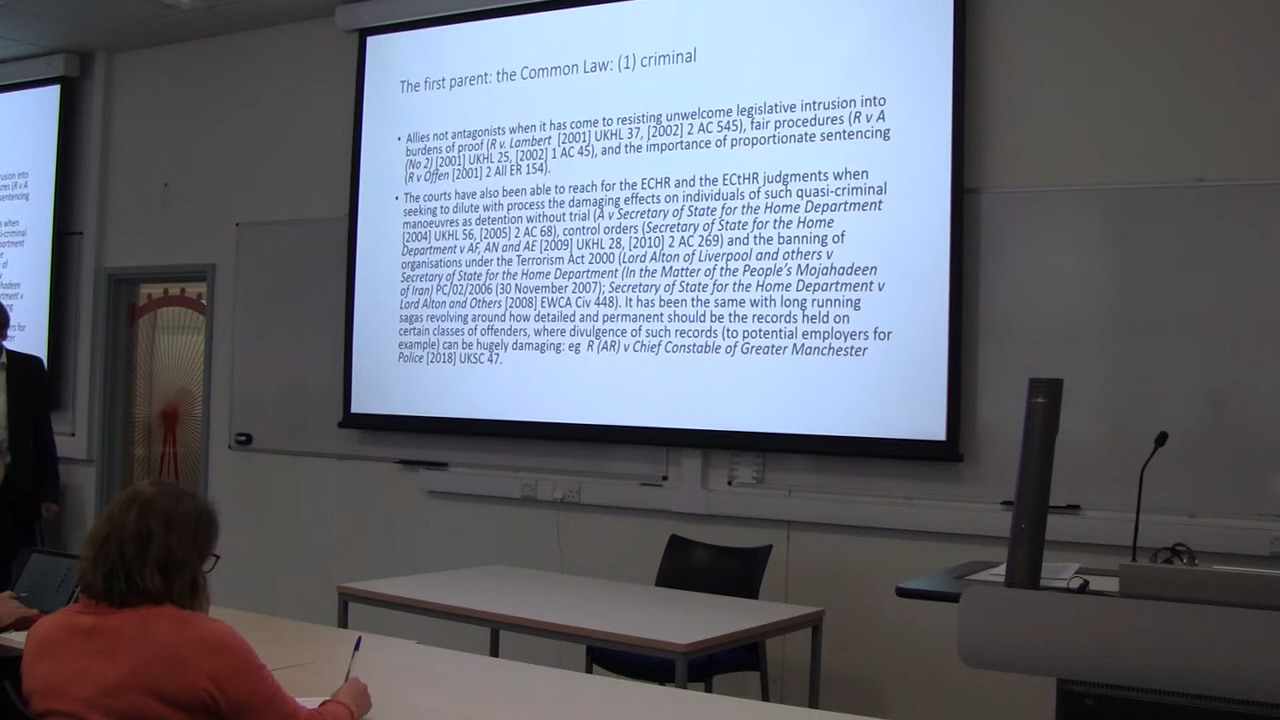 The first parent: the Common Law: (1) criminal
• Allies not antagonists when it has come to resisting unwelcome legislative intrusion into
burdens of proof (R v. Lambert [2001] UKHL 37, [2002] 2 AC 545), fair procedures (R v A
(No 2) [2001] UKHL 25, [2002] 1 AC 45), and the importance of proportionate sentencing
(R v Offen [2001] 2 All ER 154).
• The courts have also been able to reach for the ECHR and the ECtHR judgments when
seeking to dilute with process the damaging effects on individuals of such quasi-criminal
manoeuvres as detention without trial (A v Secretary of State for the Home Department
[2004] UKHL 56, [2005] 2 AC 68), control orders (Secretary of State for the Home
Department v AF, AN and AE [2009] UKHL 28, [2010] 2 AC 269) and the banning of
organisations under the Terrorism Act 2000 (Lord Alton of Liverpool and others v
Secretary of State for the Home Department (In the Matter of the People's Mojahadeen
of Iran) PC/02/2006 (30 November 2007); Secretary of State for the Home Department v
Lord Alton and Others [2008] EWCA Civ 448). It has been the same with long running
sagas revolving around how detailed and permanent should be the records held on
certain classes of offenders, where divulgence of such records (to potential employers for
example) can be hugely damaging: eg R (AR) v Chief Constable of Greater Manchester
Police [2018] UKSC 47.